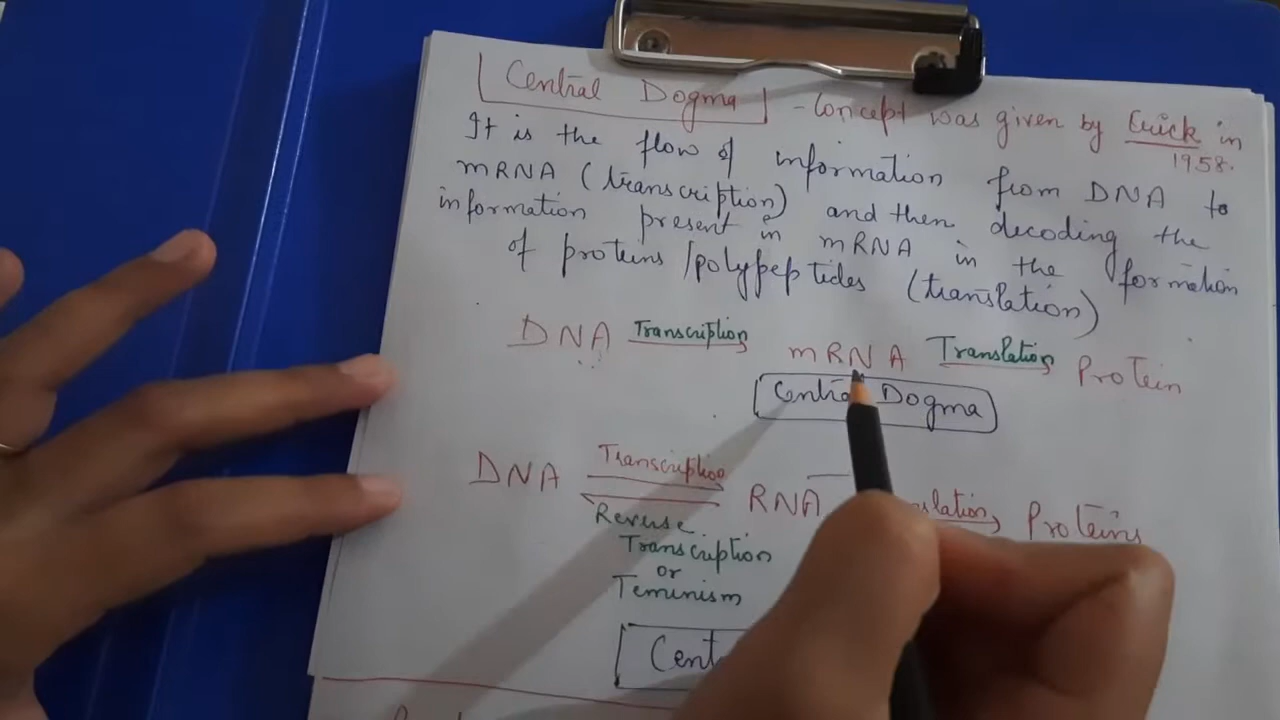 Central Dogma - Concept was given by Crick in
1958.
It is the flow of information from DNA to
mRNA (transcription) and then decoding the
information present in mRNA in the formation
of proteins/polypeptides (translation)
DNA Transcription mRNA Translation Protein
Central Dogma
DNA Transcription RNA Proteins
Reverse
Transcription
or
Teminism